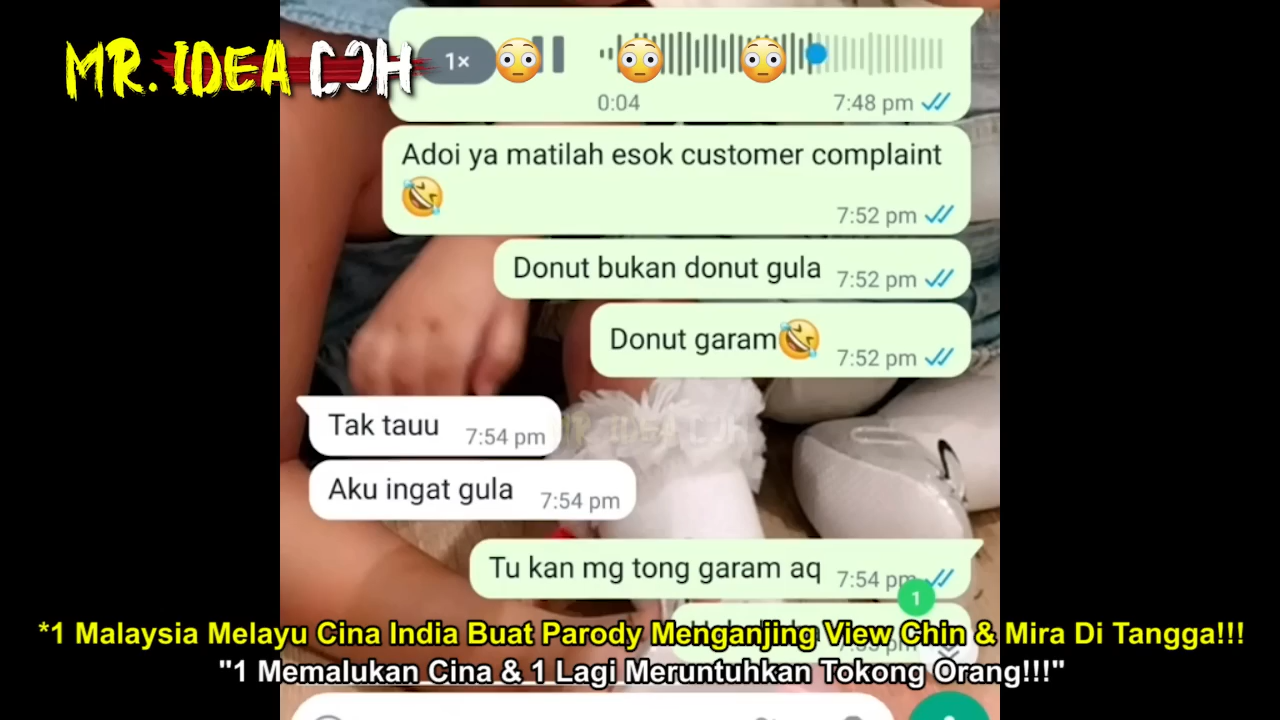 MR. IDEA
1×
0:04 7:48 pm
Adoi ya matilah esok customer complaint
🤣
7:52 pm
Donut bukan donut gula 7:52 pm
Donut garam🤣 7:52 pm
Tak tauu 7:54 pm
Aku ingat gula 7:54 pm
Tu kan mg tong garam aq 7:54 pm
1
*1 Malaysia Melayu Cina India Buat Parody Menganjing View Chin & Mira Di Tangga!!!
"1 Memalukan Cina & 1 Lagi Meruntuhkan Tokong Orang!!!"